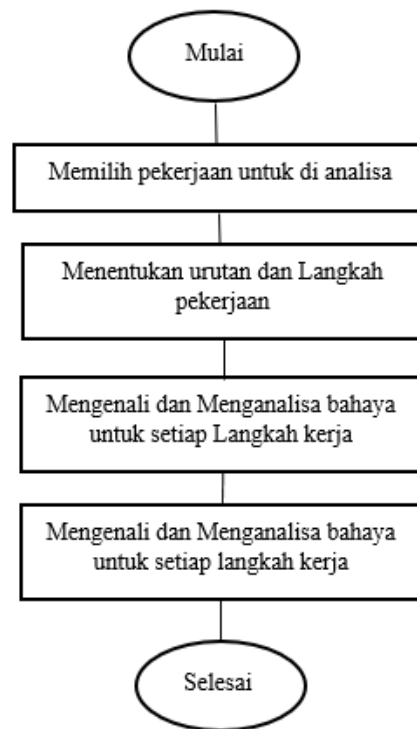 Mulai
Memilih pekerjaan untuk di analisa
Menentukan urutan dan Langkah
pekerjaan
Mengenali dan Menganalisa bahaya
untuk setiap Langkah kerja
Mengenali dan Menganalisa bahaya
untuk setiap langkah kerja
Selesai